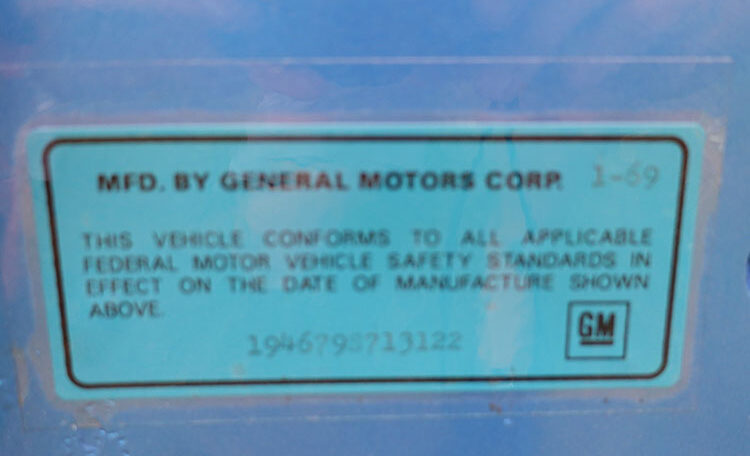 MFD. BY GENERAL MOTORS CORP. 1-69
THIS VEHICLE CONFORMS TO ALL APPLICABLE
FEDERAL MOTOR VEHICLE SAFETY STANDARDS IN
EFFECT ON THE DATE OF MANUFACTURE SHOWN
ABOVE.
GM